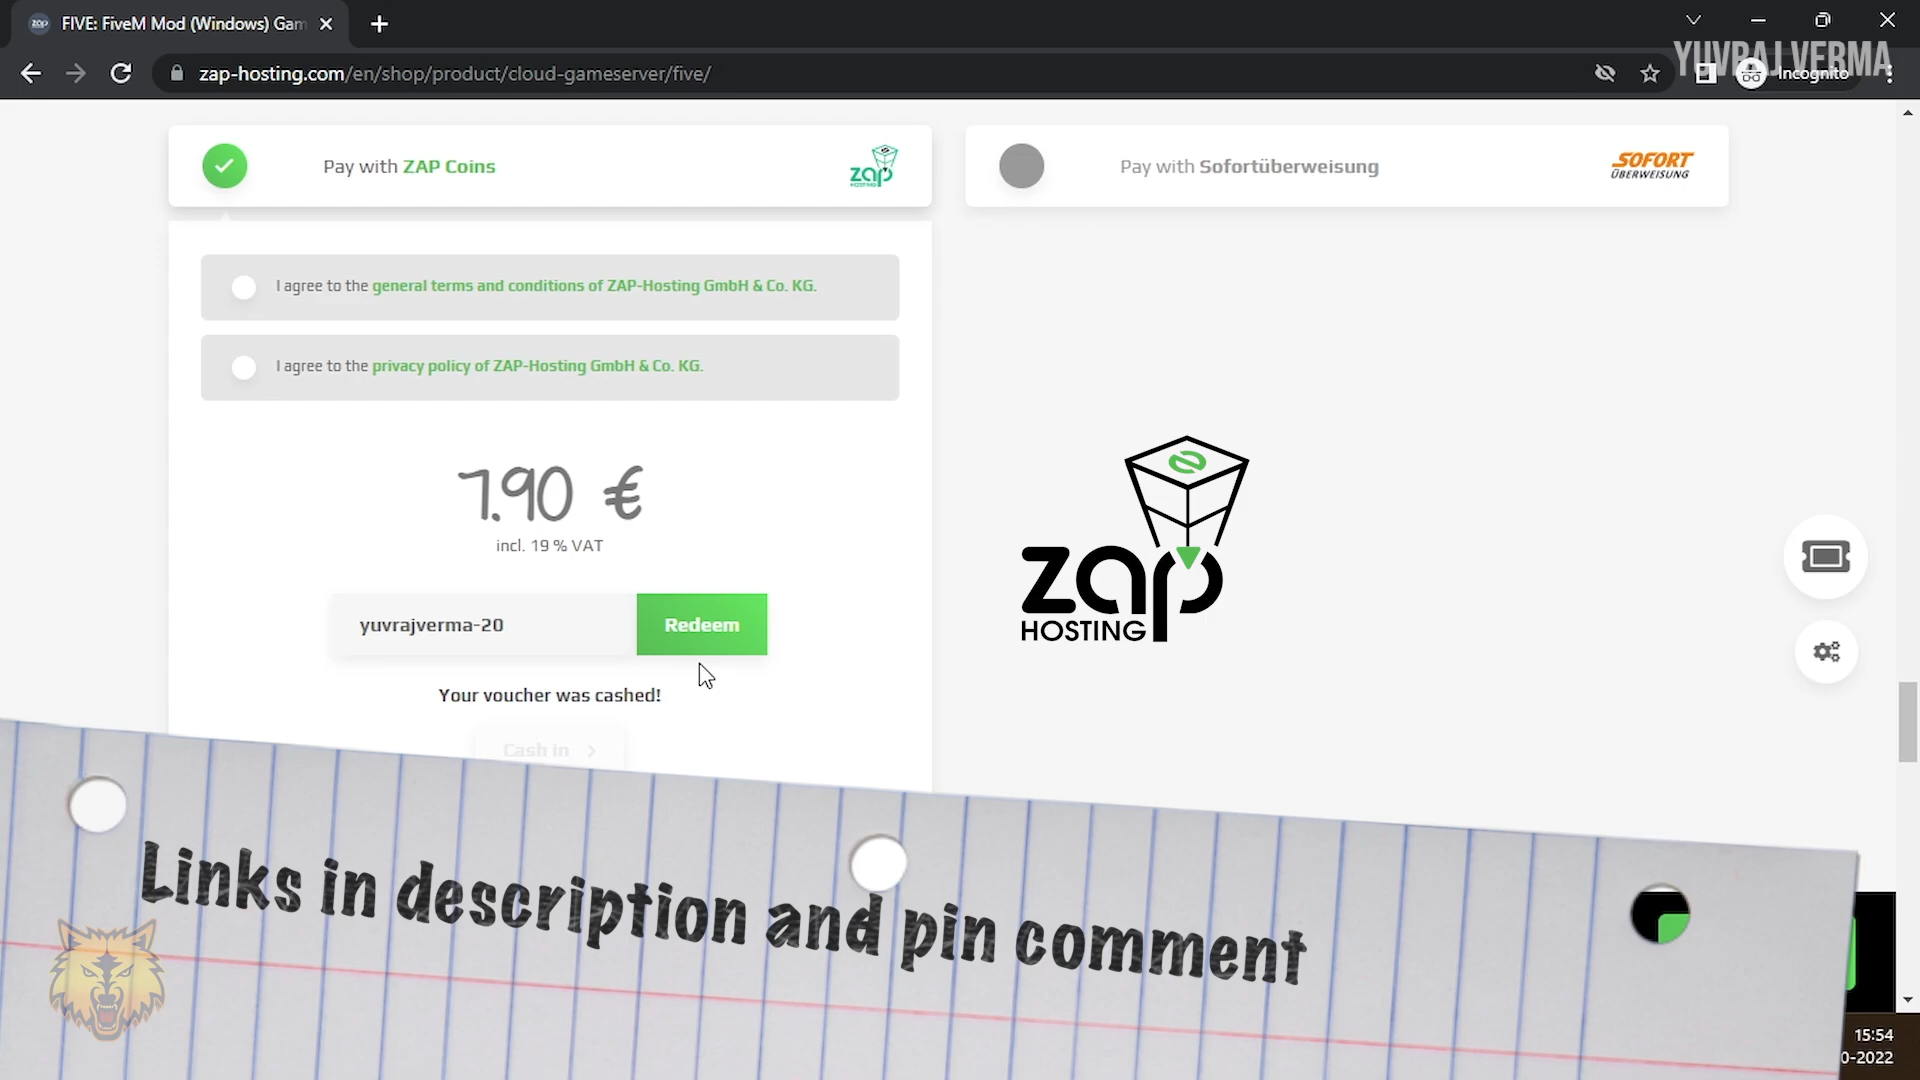 FIVE: FiveM Mod (Windows) Gam
YUVRAJ VERMA
zap-hosting.com/en/shop/product/cloud-gameserver/five/
Incognito
Pay with ZAP Coins
zap
HOSTING
Pay with Sofortüberweisung
SOFORT
ÜBERWEISUNG
I agree to the general terms and conditions of ZAP-Hosting GmbH & Co. KG.
I agree to the privacy policy of ZAP-Hosting GmbH & Co. KG.
7.90 €
incl. 19 % VAT
yuvrajverma-20
Redeem
Your voucher was cashed!
Cash in
zap
HOSTING
Links in description and pin comment
15:54
0-2022